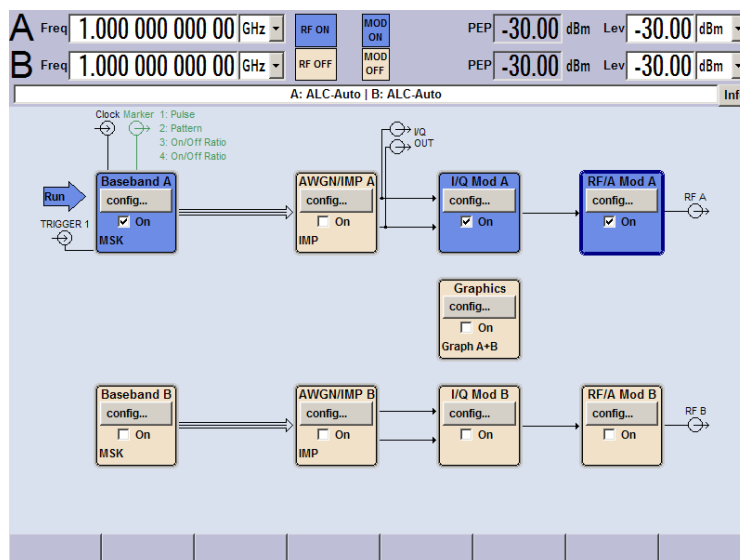 A Freq 1.000 000 000 00 GHz RF ON MOD ON PEP -30.00 dBm Lev -30.00 dBm
B Freq 1.000 000 000 00 GHz RF OFF MOD OFF PEP -30.00 dBm Lev -30.00 dBm
A: ALC-Auto | B: ALC-Auto Inf
Clock Marker 1: Pulse
2: Pattern
3: On/Off Ratio
4: On/Off Ratio
I/Q
OUT
Run
TRIGGER 1
Baseband A
config...
On
MSK
AWGN/IMP A
config...
On
IMP
I/Q Mod A
config...
On
RF/A Mod A
config...
On
RF A
Graphics
config...
On
Graph A+B
Baseband B
config...
On
MSK
AWGN/IMP B
config...
On
IMP
I/Q Mod B
config...
On
RF/A Mod B
config...
On
RF B